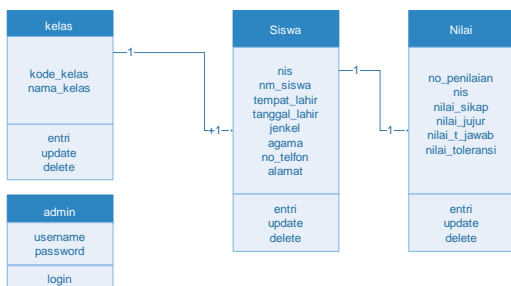 kelas
kode_kelas
nama_kelas
entri
update
delete
admin
username
password
login
1
+1
Siswa
nis
nm_siswa
tempat_lahir
tanggal_lahir
jenkel
agama
no_telfon
alamat
entri
update
delete
1
1
Nilai
no_penilaian
nis
nilai_sikap
nilai_jujur
nilai_t_jawab
nilai_toleransi
entri
update
delete